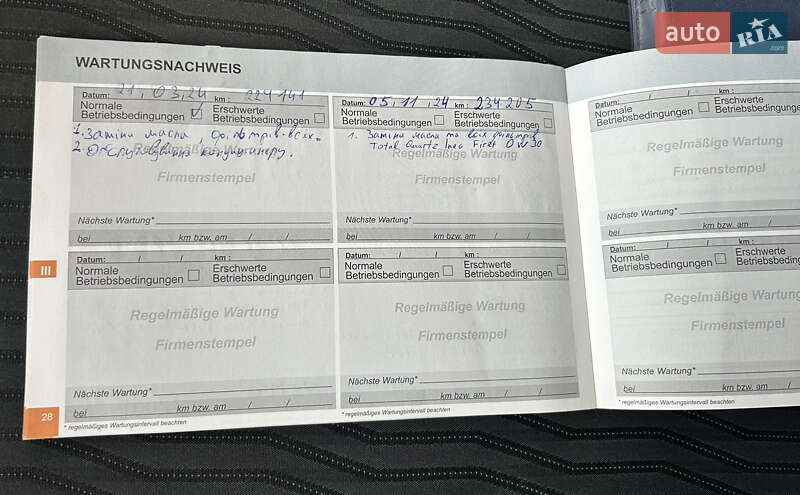 auto RIA .com
WARTUNGSNACHWEIS
Datum: 21, 03, 24 km: 224141
Normale Betriebsbedingungen ☑ Erschwerte Betriebsbedingungen ☐
1. Заміна масла фільтрів всіх.
2. Обслуговування кондиціонеру.
Regelmäßige Wartung
Firmenstempel
Nächste Wartung*
bei km bzw. am / /
Datum: 05, 11, 24 km: 234205
Normale Betriebsbedingungen ☐ Erschwerte Betriebsbedingungen ☐
1. Заміна масла та всіх фільтрів
Total Quartz Ineo First 0w30
Regelmäßige Wartung
Firmenstempel
Nächste Wartung*
bei km bzw. am / /
Datum: / / km:
Normale Betriebsbedingungen ☐ Erschwerte Betriebsbedingungen ☐
Regelmäßige Wartung
Firmenstempel
Nächste Wartung*
bei km bzw. am / /
Datum: / / km:
Normale Betriebsbedingungen ☐ Erschwerte Betriebsbedingungen ☐
Regelmäßige Wartung
Firmenstempel
Nächste Wartung*
bei km bzw. am / /
III
28
* regelmäßiges Wartungsintervall beachten
* regelmäßiges Wartungsintervall beachten
Datum: / / km:
Normale Betriebsbedingungen ☐ Erschwerte
Regelmäßige Wartung
Firmenstempel
Nächste Wartung*
bei km bzw. am /
Datum: / / km:
Normale Betriebsbedingungen ☐ Erschwerte
Regelmäßige Wartung
Firmenstempel
Nächste Wartung*
bei km bzw. am /
* regelmäßiges Wartungsintervall beachten